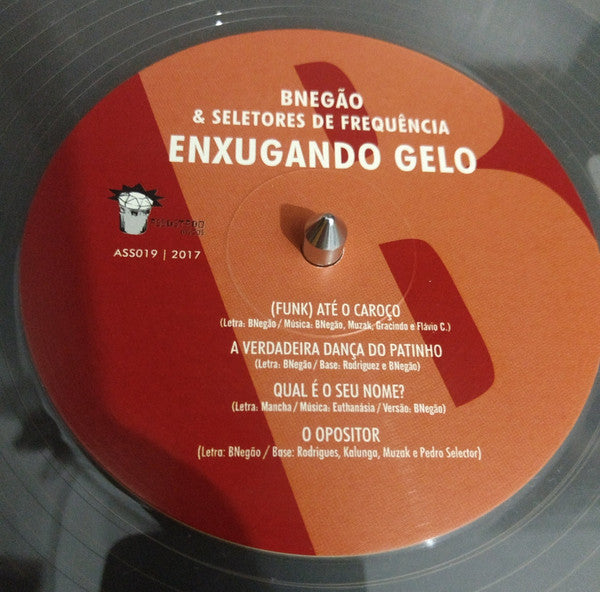 BNEGÃO
& SELETORES DE FREQUÊNCIA
ENXUGANDO GELO
ASS019 | 2017
(FUNK) ATÉ O CAROÇO
(Letra: BNegão / Música: BNegão, Muzak, Gracindo e Flávio C.)
A VERDADEIRA DANÇA DO PATINHO
(Letra: BNegão / Base: Rodriguez e BNegão)
QUAL É O SEU NOME?
(Letra: Mancha / Música: Euthanásia / Versão: BNegão)
O OPOSITOR
(Letra: BNegão / Base: Rodrigues, Kalunga, Muzak e Pedro Selector)